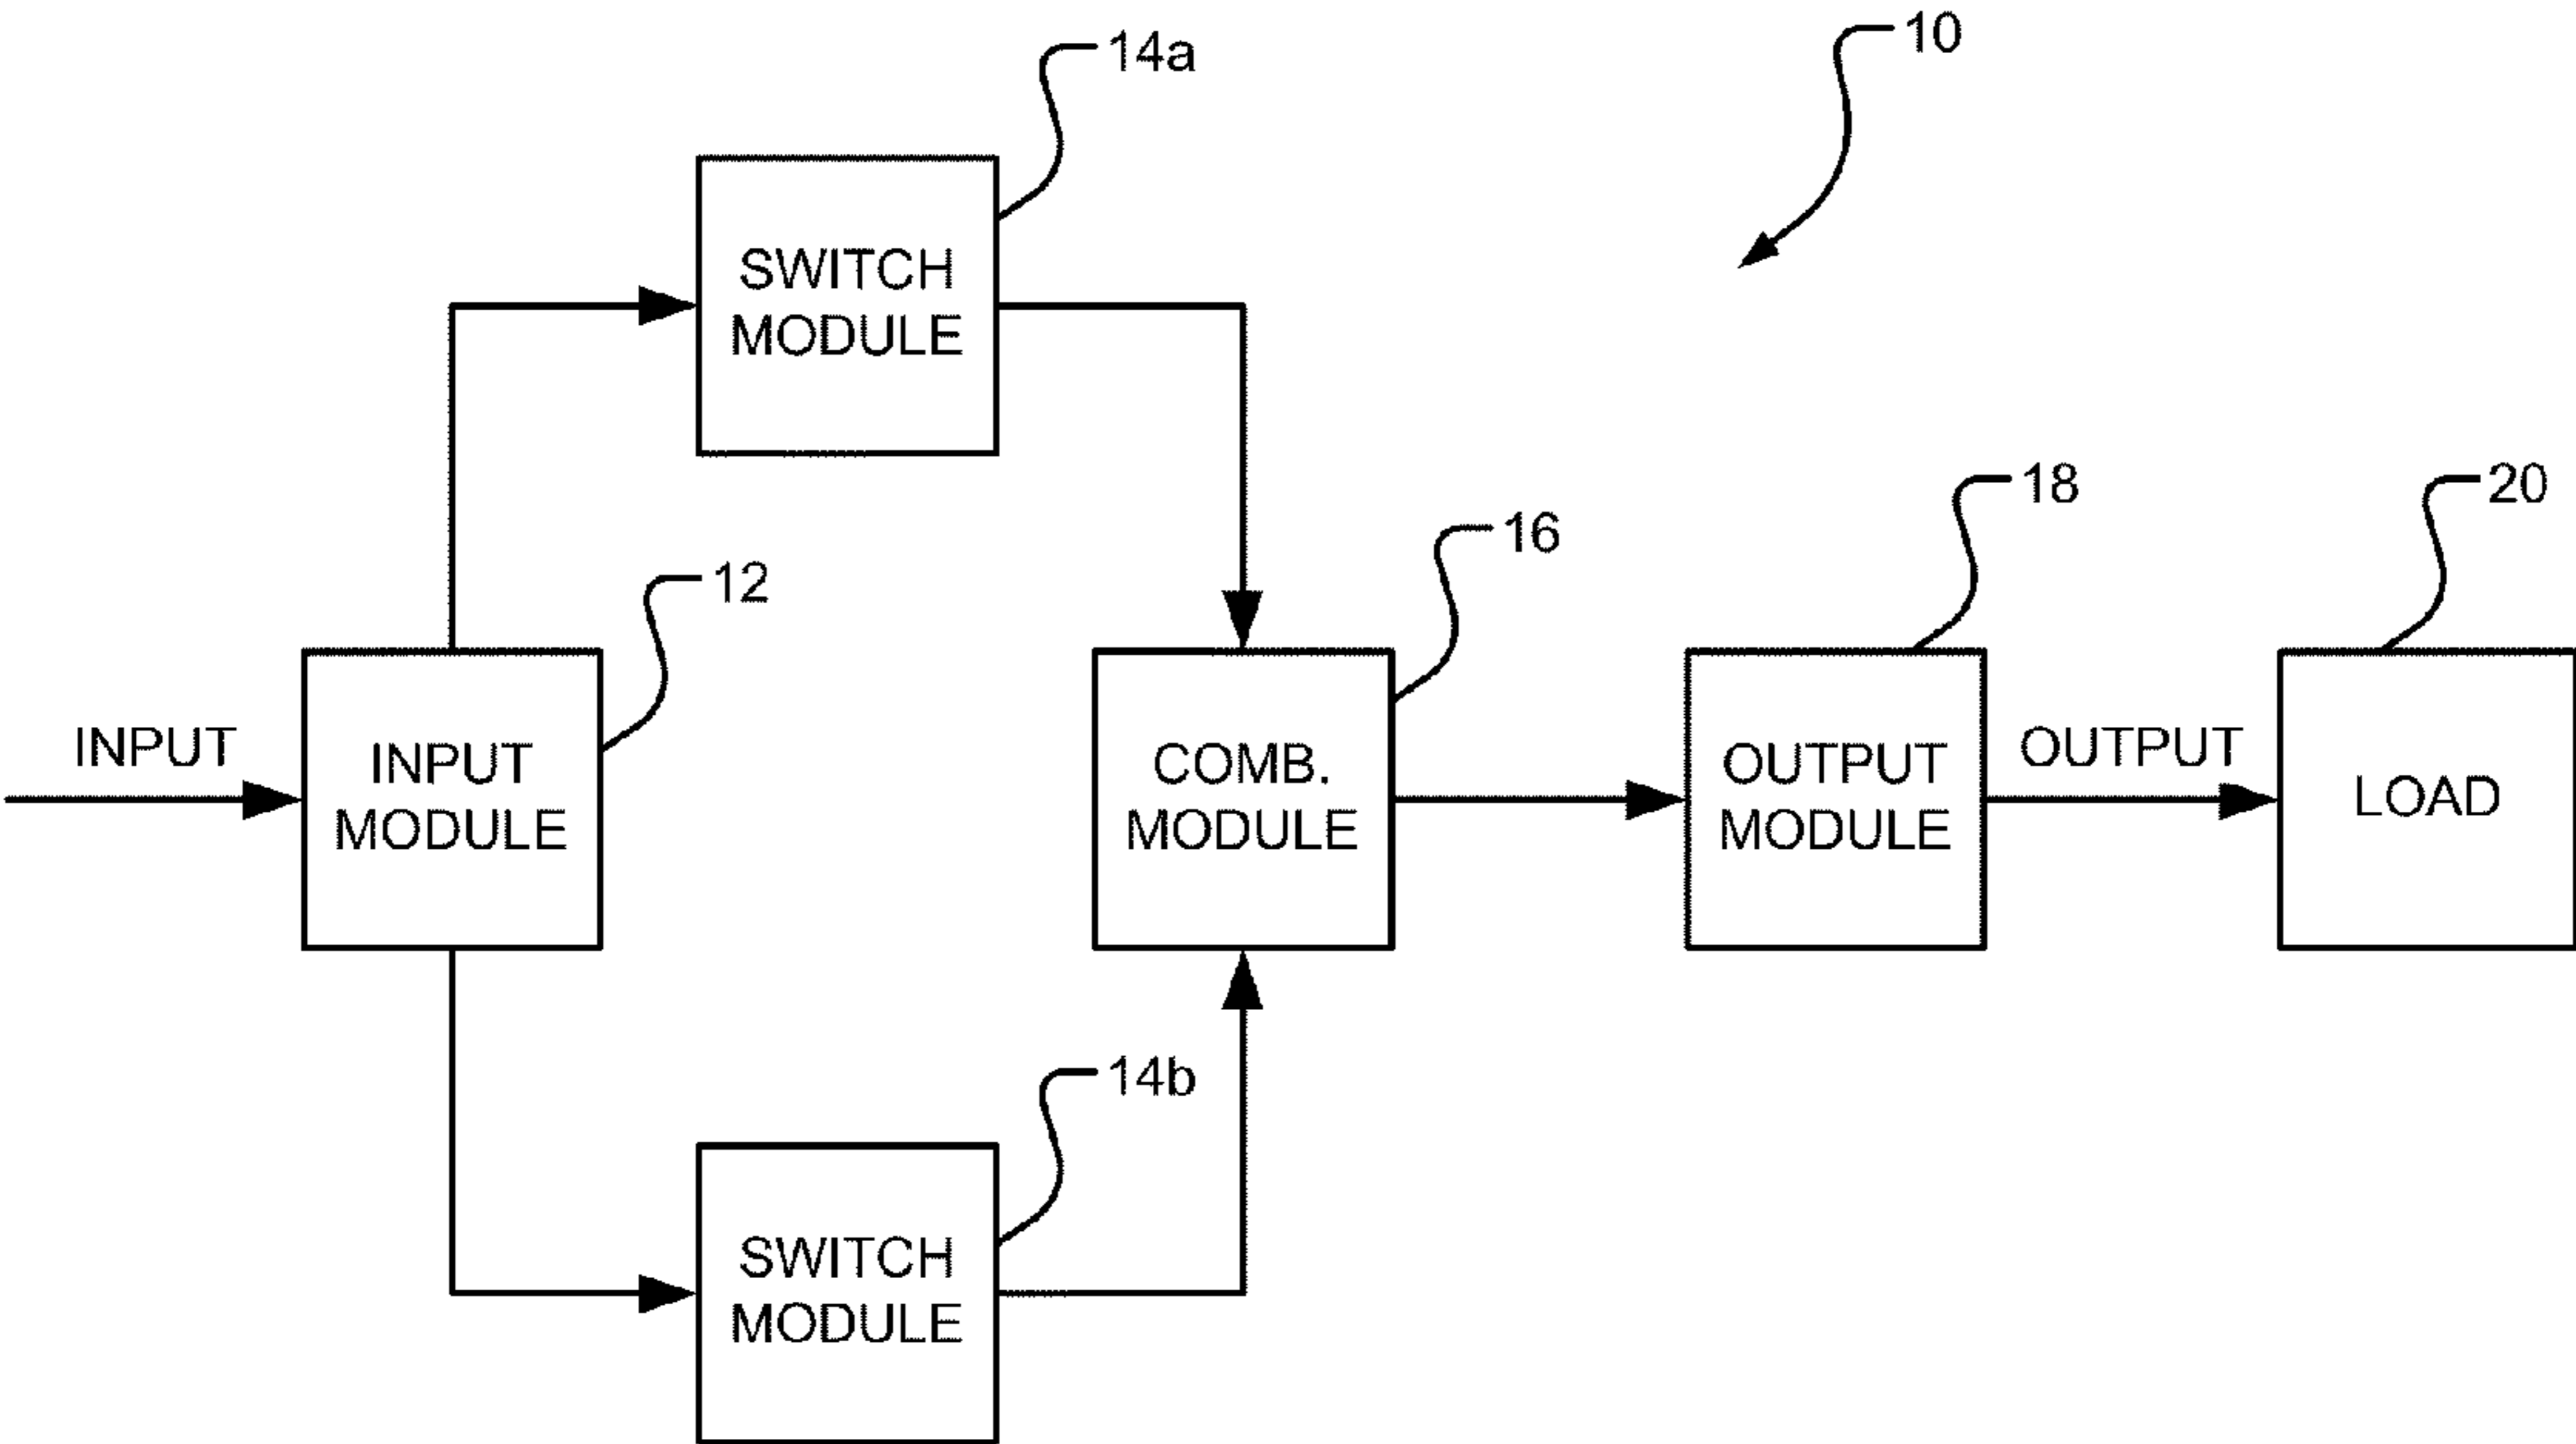 10
14a
SWITCH
MODULE
12
16
18
20
INPUT
INPUT
MODULE
COMB.
MODULE
OUTPUT
MODULE
OUTPUT
LOAD
14b
SWITCH
MODULE